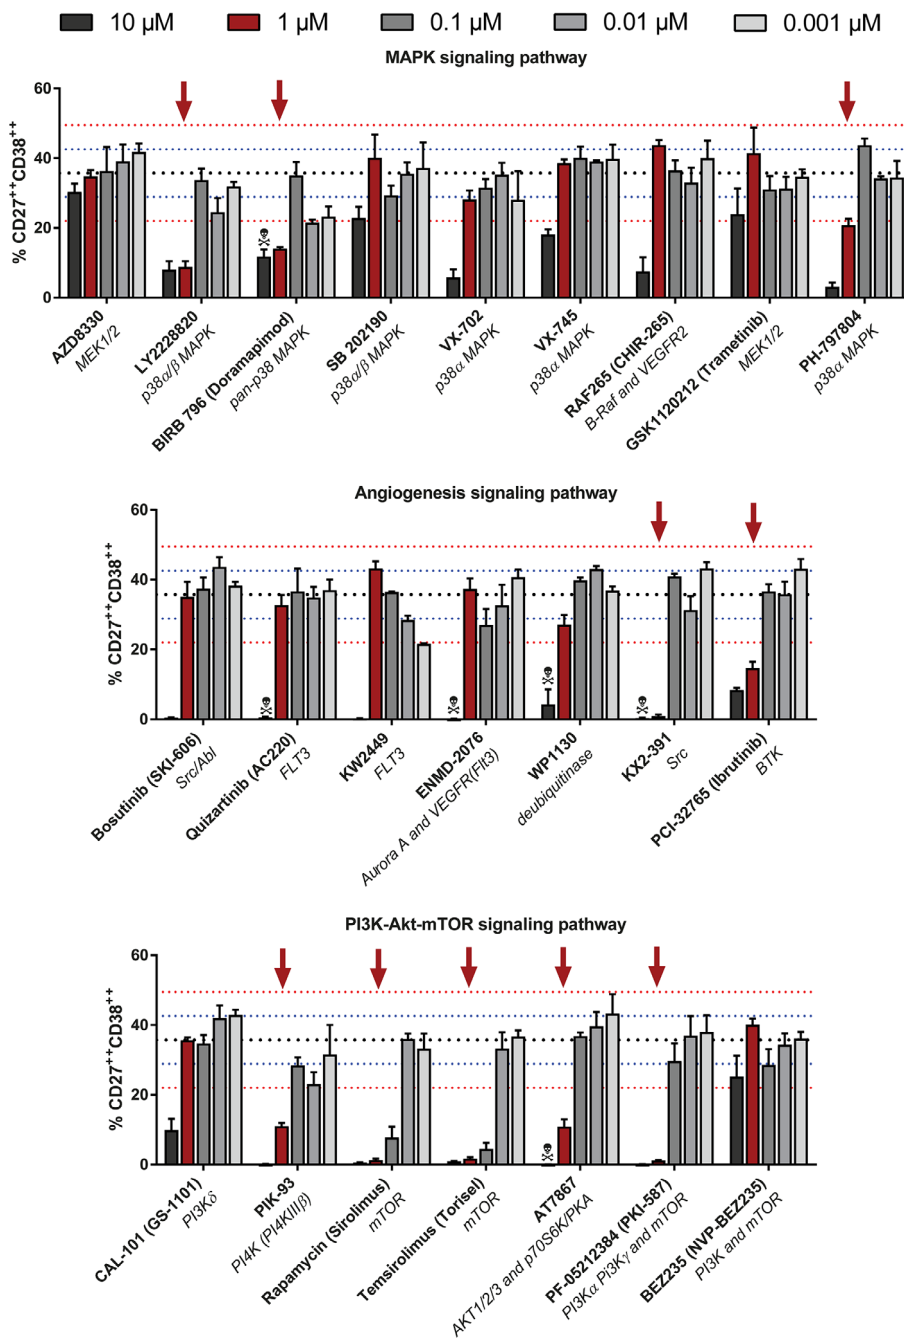 10 µM 1 µM 0.1 µM 0.01 µM 0.001 µM
MAPK signaling pathway
% CD27++CD38++
60
40
20
0
AZD8330
MEK1/2
LY2228820
p38α/β MAPK
BIRB 796 (Doramapimod)
pan-p38 MAPK
SB 202190
p38α/β MAPK
VX-702
p38α MAPK
VX-745
p38α MAPK
RAF265 (CHIR-265)
B-Raf and VEGFR2
GSK1120212 (Trametinib)
MEK1/2
PH-797804
p38α MAPK
Angiogenesis signaling pathway
% CD27++CD38++
60
40
20
0
Bosutinib (SKI-606)
Src/Abl
Quizartinib (AC220)
FLT3
KW2449
FLT3
ENMD-2076
Aurora A and VEGFR(Flt3)
WP1130
deubiquitinase
KX2-391
Src
PCI-32765 (Ibrutinib)
BTK
PI3K-Akt-mTOR signaling pathway
% CD27++CD38++
60
40
20
0
CAL-101 (GS-1101)
PI3Kδ
PIK-93
PI4K (PI4KIIIβ)
Rapamycin (Sirolimus)
mTOR
Temsirolimus (Torisel)
mTOR
AT7867
AKT1/2/3 and p70S6K/PKA
PF-05212384 (PKI-587)
PI3Kα Pi3Kγ and mTOR
BEZ235 (NVP-BEZ235)
PI3K and mTOR